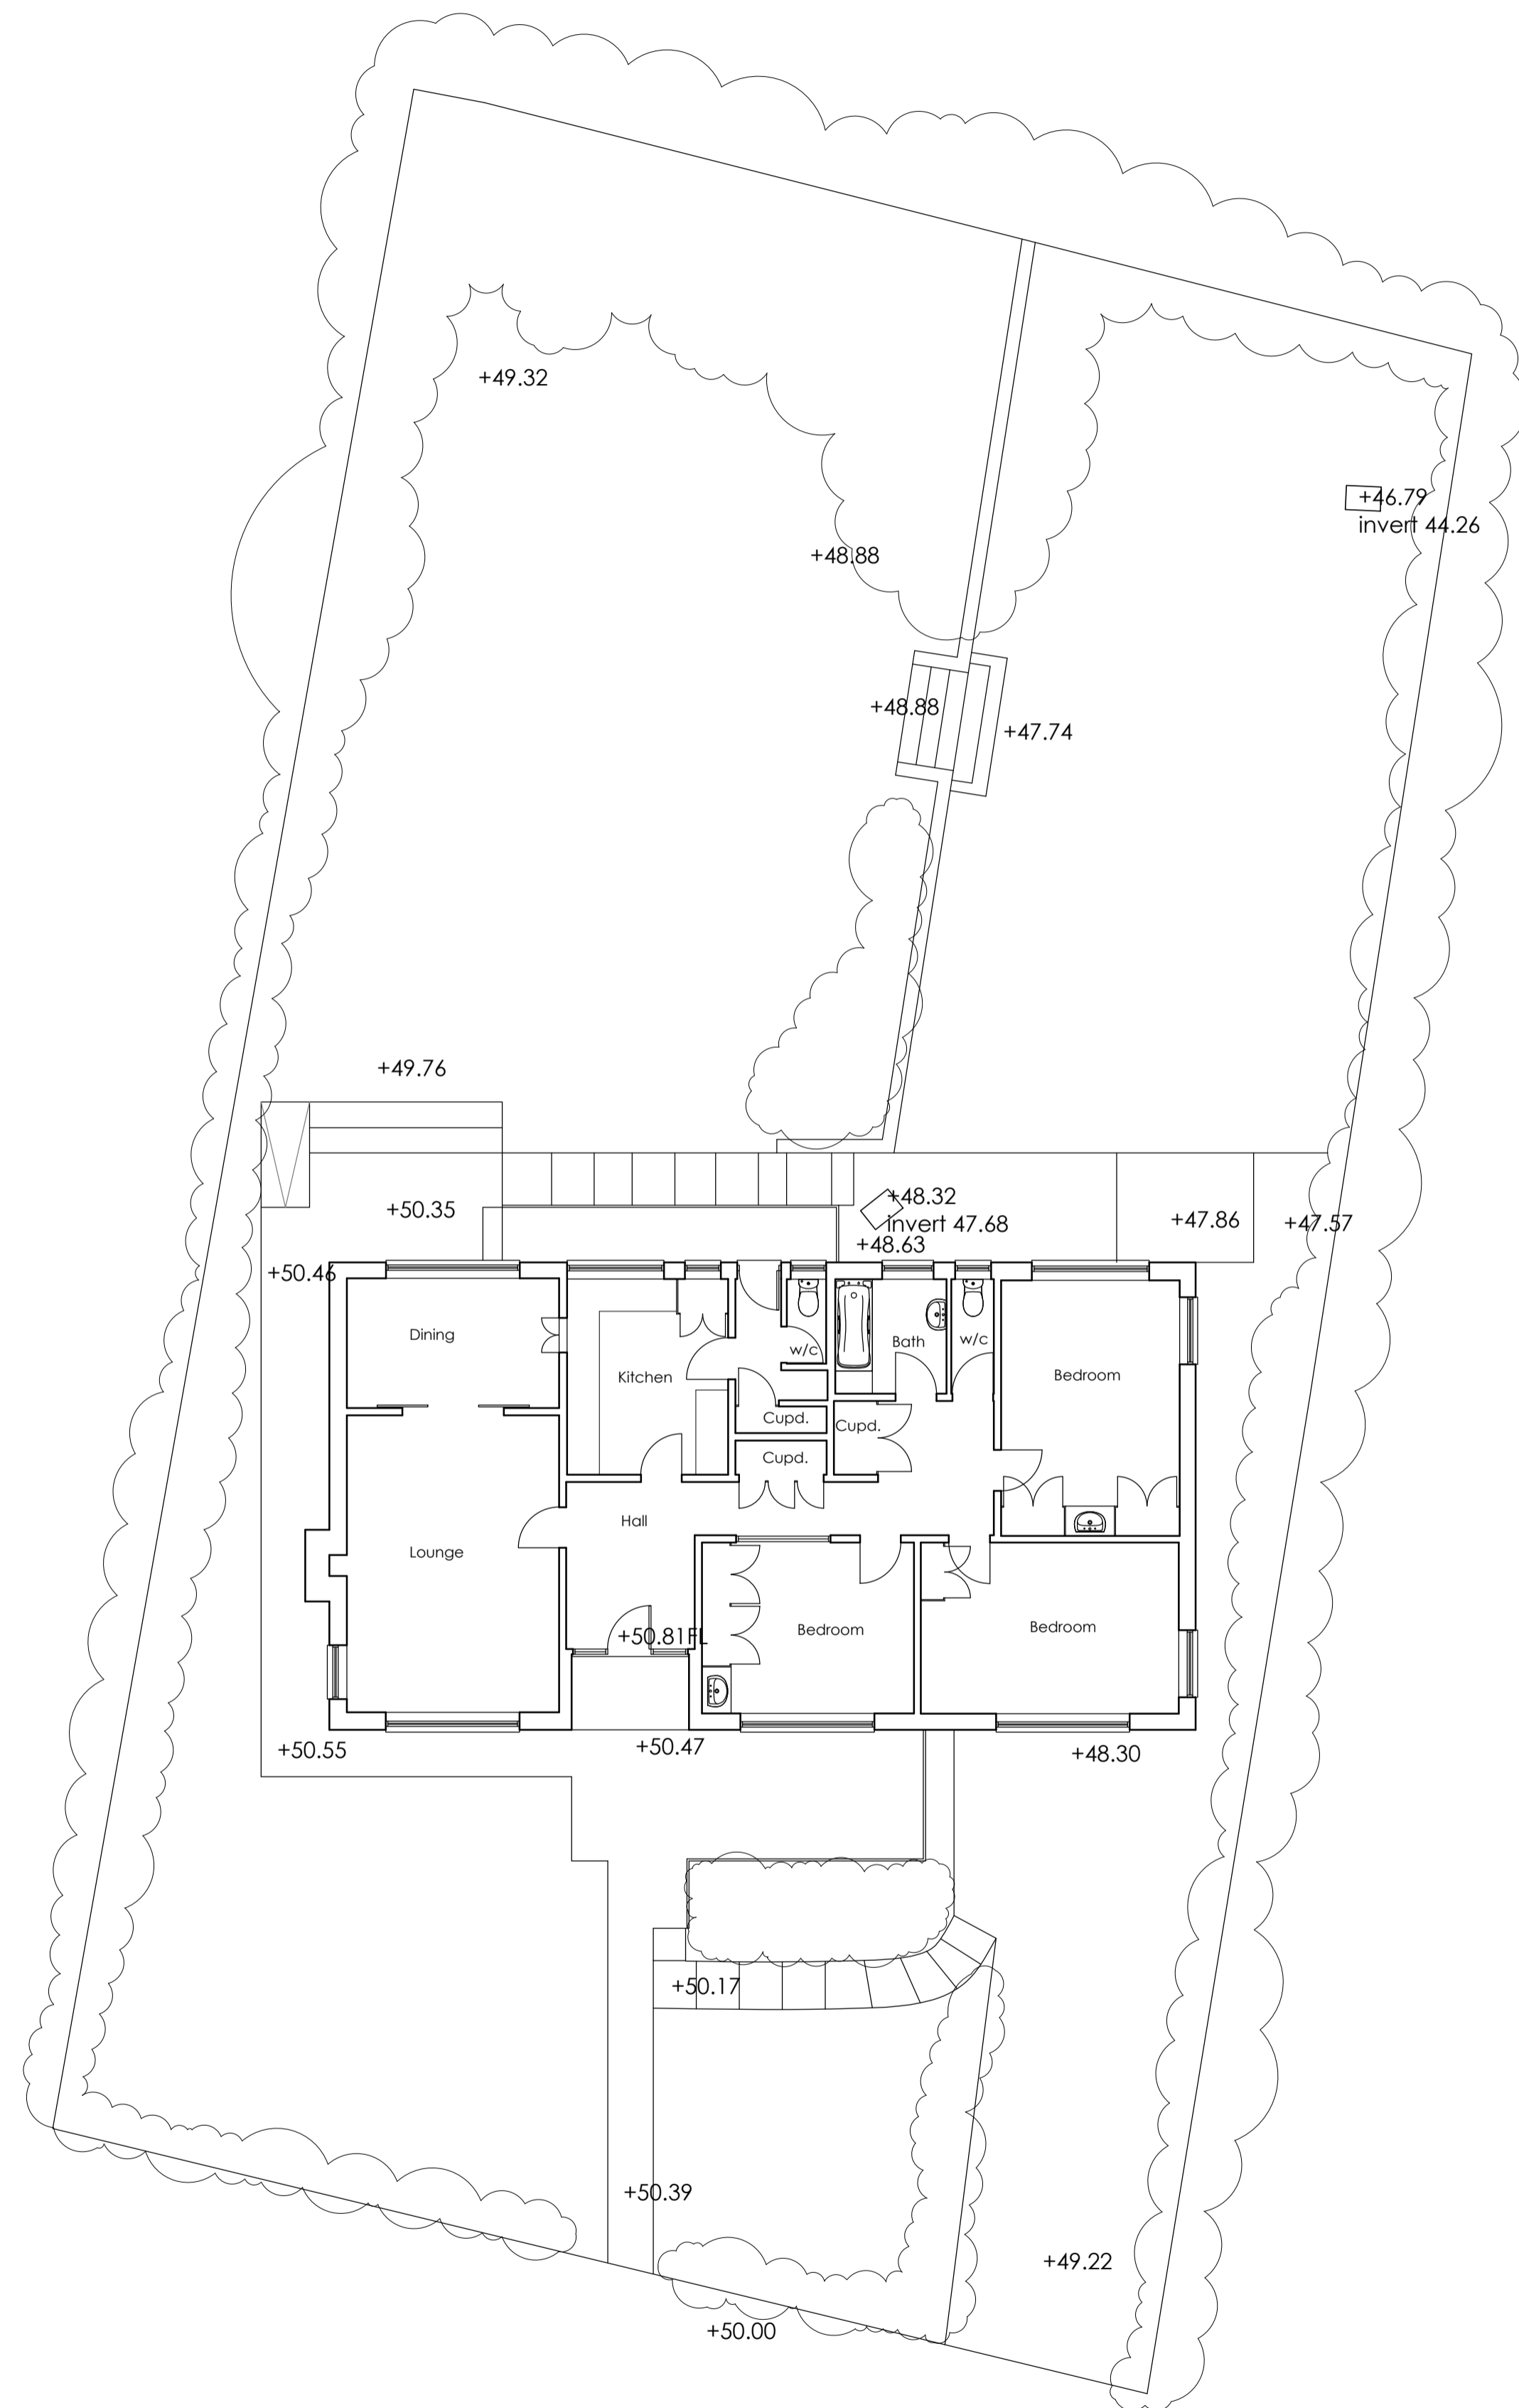 +49.32
+46.79
invert 44.26
+48.88
+48.88
+47.74
+49.76
+50.35
+48.32
invert 47.68
+48.63
+47.86
+47.57
+50.46
Dining
Kitchen
w/c
Bath
w/c
Bedroom
Cupd.
Cupd.
Cupd.
Hall
Lounge
+50.81FL
Bedroom
Bedroom
+50.55
+50.47
+48.30
+50.17
+50.39
+49.22
+50.00